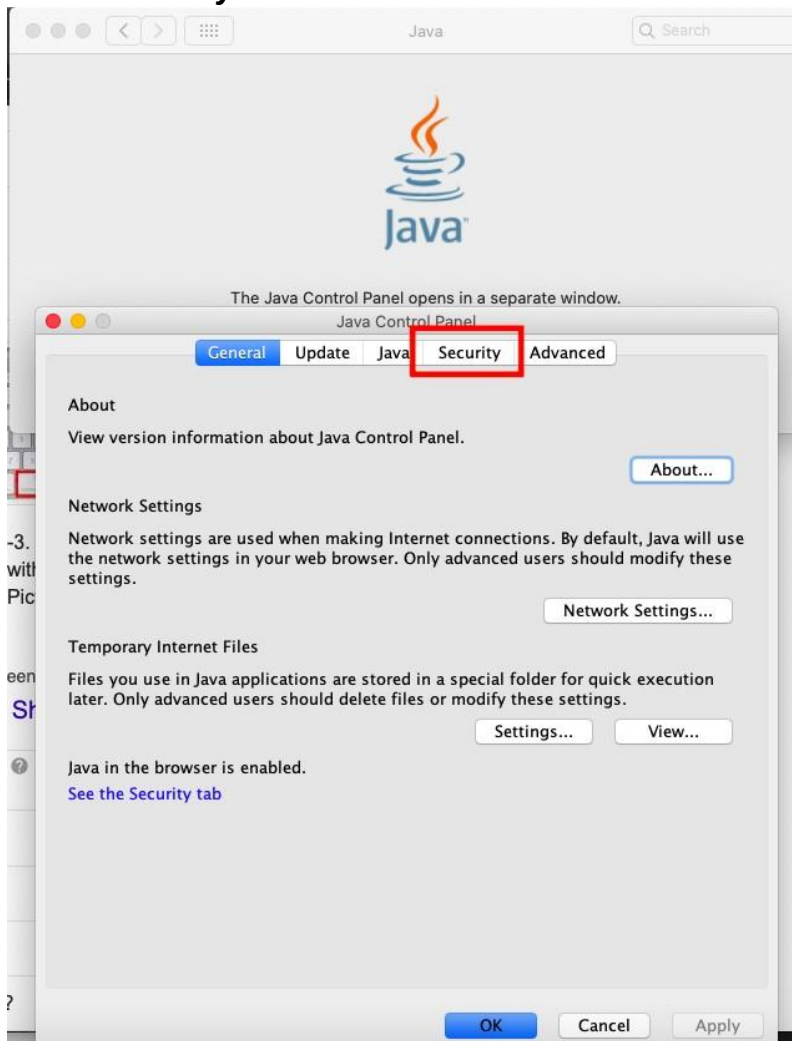 Java
Search
Java
The Java Control Panel opens in a separate window.
Java Control Panel
General Update Java Security Advanced
About
View version information about Java Control Panel.
About...
Network Settings
Network settings are used when making Internet connections. By default, Java will use
the network settings in your web browser. Only advanced users should modify these
settings.
Network Settings...
Temporary Internet Files
Files you use in Java applications are stored in a special folder for quick execution
later. Only advanced users should delete files or modify these settings.
Settings... View...
Java in the browser is enabled.
See the Security tab
OK Cancel Apply
-3.